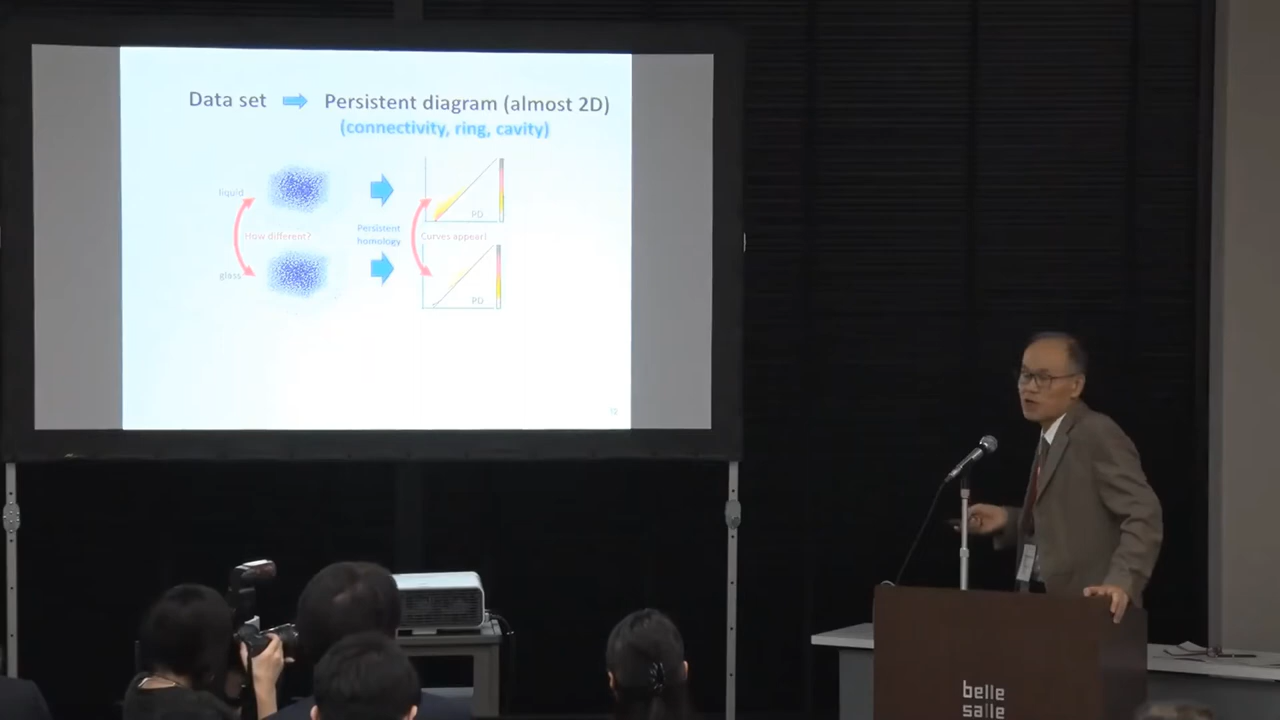 Data set
Persistent diagram (almost 2D)
(connectivity, ring, cavity)
liquid
PD
How different?
Persistent
homology
Curves appear!
glass
PD
belle
salle